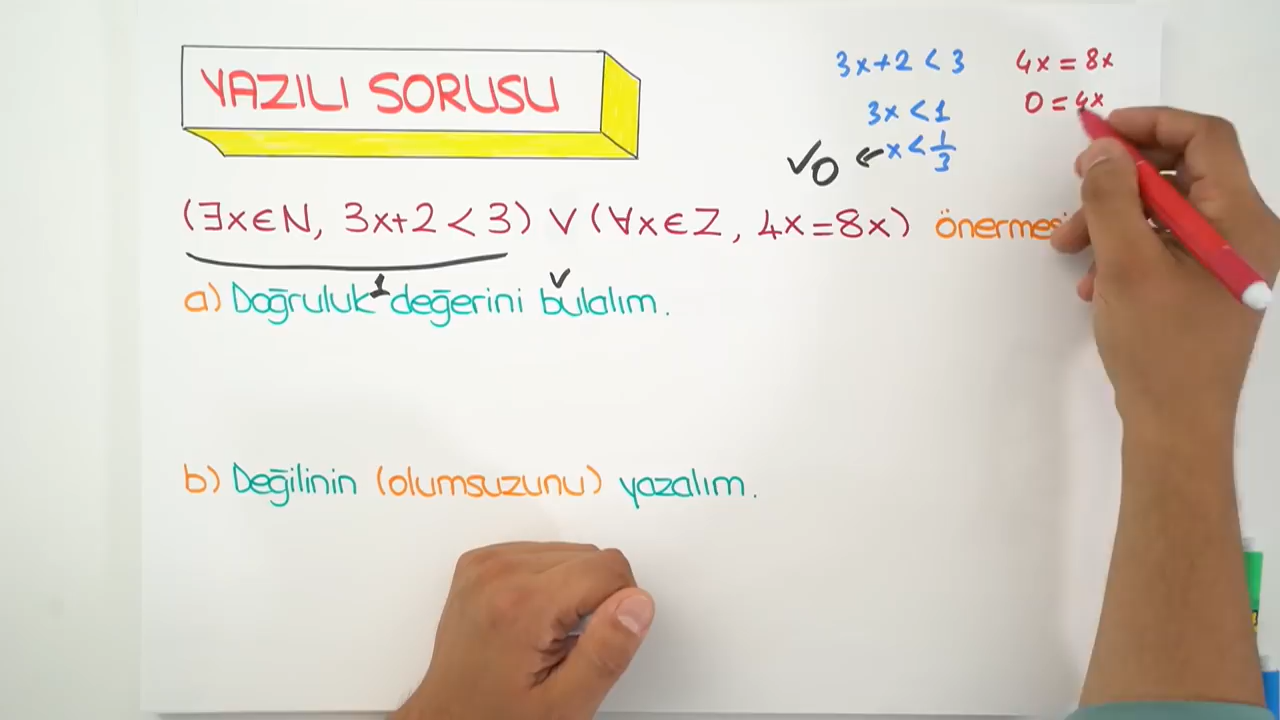 YAZILI SORUSU
3x+2 < 3
3x < 1
✓0 ← x < 1/3
4x = 8x
0 = 4x
(∃x∈N, 3x+2 < 3) ∨ (∀x∈Z, 4x=8x) önermesi
1 ∨
a) Doğruluk değerini bulalım.
b) Değilinin (olumsuzunu) yazalım.